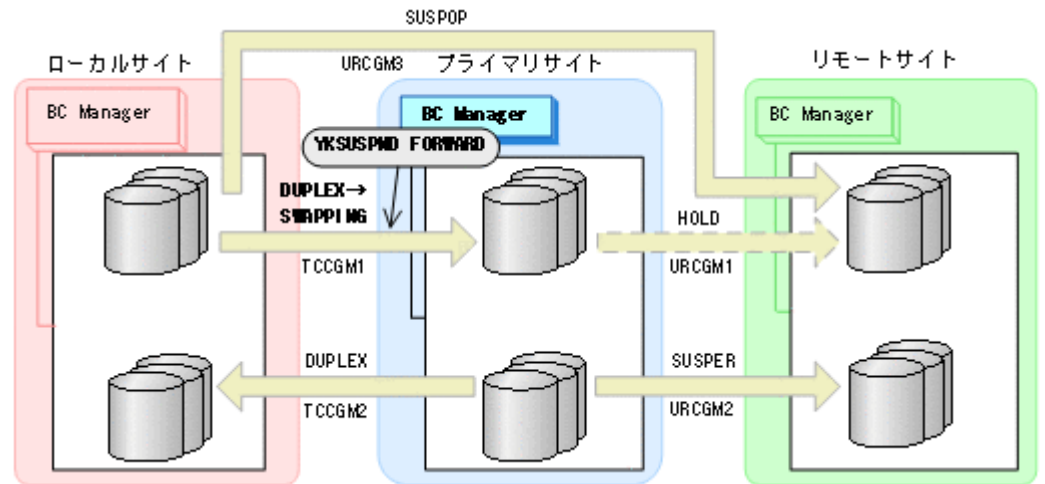 SUSPOP
ローカルサイト
URCGM3
プライマリサイト
リモートサイト
BC Manager
BC Manager
BC Manager
YKSUSPND FORWARD
DUPLEX→
SWAPPING
HOLD
TCCGM1
URCGM1
DUPLEX
SUSPER
TCCGM2
URCGM2